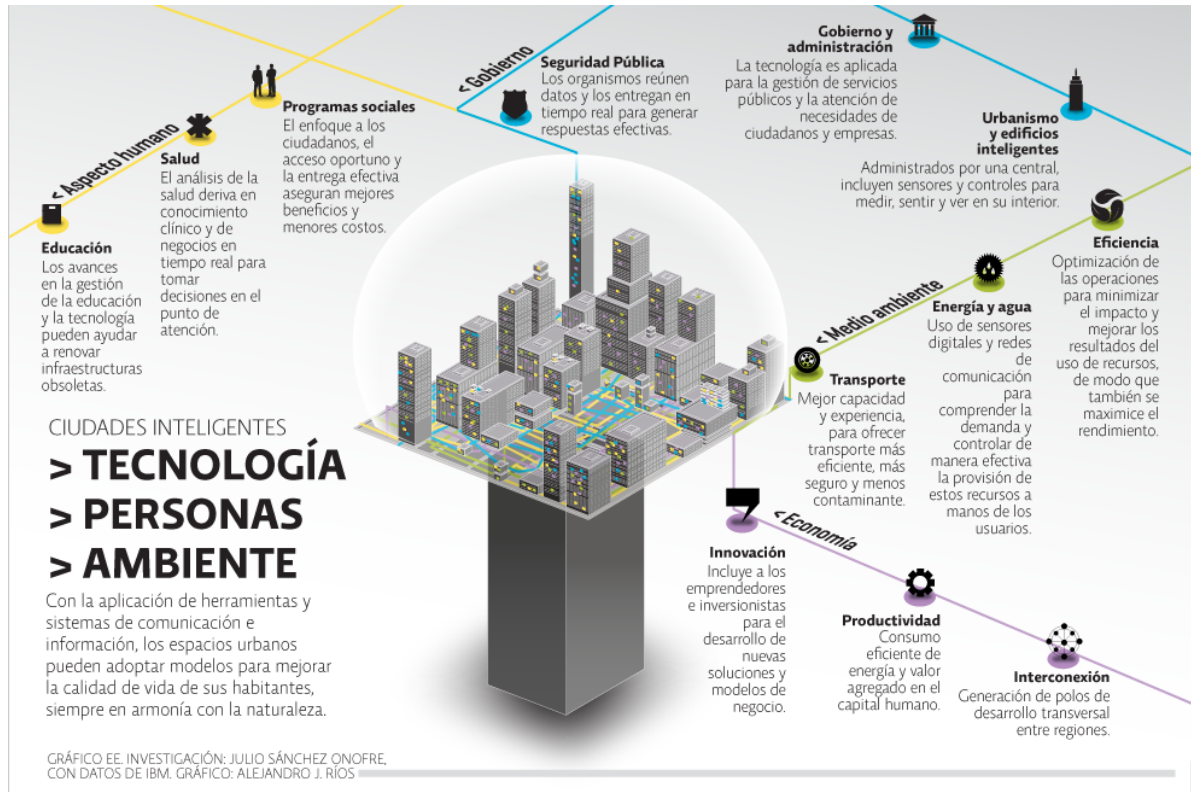 < Aspecto humano
Educación
Los avances
en la gestión
de la educación
y la tecnología
pueden ayudar
a renovar
infraestructuras
obsoletas.
Salud
El análisis de la
salud deriva en
conocimiento
clínico y de
negocios en
tiempo real para
tomar
decisiones en el
punto de
atención.
Programas sociales
El enfoque a los
ciudadanos, el
acceso oportuno y
la entrega efectiva
aseguran mejores
beneficios y
menores costos.
< Gobierno
Seguridad Pública
Los organismos reúnen
datos y los entregan en
tiempo real para generar
respuestas efectivas.
Gobierno y
administración
La tecnología es aplicada
para la gestión de servicios
públicos y la atención de
necesidades de
ciudadanos y empresas.
Urbanismo
y edificios
inteligentes
Administrados por una central,
incluyen sensores y controles para
medir, sentir y ver en su interior.
< Medio ambiente
Transporte
Mejor capacidad
y experiencia,
para ofrecer
transporte más
eficiente, más
seguro y menos
contaminante.
Energía y agua
Uso de sensores
digitales y redes
de
comunicación
para
comprender la
demanda y
controlar de
manera efectiva
la provisión de
estos recursos a
manos de los
usuarios.
Eficiencia
Optimización de
las operaciones
para minimizar
el impacto y
mejorar los
resultados del
uso de recursos,
de modo que
también se
maximice el
rendimiento.
< Economía
Innovación
Incluye a los
emprendedores
e inversionistas
para el
desarrollo de
nuevas
soluciones y
modelos de
negocio.
Productividad
Consumo
eficiente de
energía y valor
agregado en el
capital humano.
Interconexión
Generación de polos de
desarrollo transversal
entre regiones.
CIUDADES INTELIGENTES
> TECNOLOGÍA
> PERSONAS
> AMBIENTE
Con la aplicación de herramientas y
sistemas de comunicación e
información, los espacios urbanos
pueden adoptar modelos para mejorar
la calidad de vida de sus habitantes,
siempre en armonía con la naturaleza.
GRÁFICO EE. INVESTIGACIÓN: JULIO SÁNCHEZ ONOFRE,
CON DATOS DE IBM. GRÁFICO: ALEJANDRO J. RÍOS